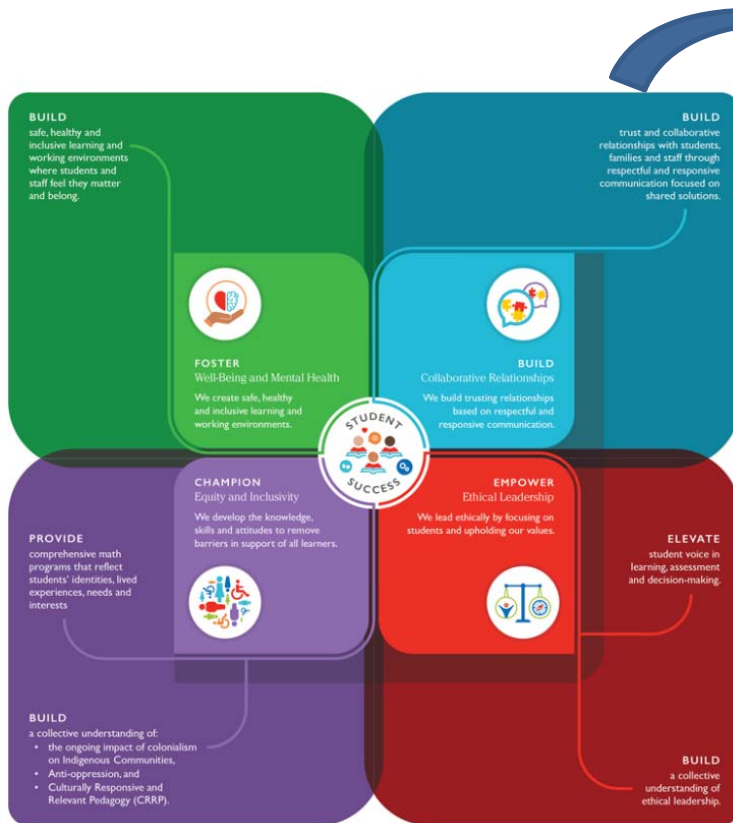 BUILD
safe, healthy and
inclusive learning and
working environments
where students and
staff feel they matter
and belong.
BUILD
trust and collaborative
relationships with students,
families and staff through
respectful and responsive
communication focused on
shared solutions.
FOSTER
Well-Being and Mental Health
We create safe, healthy
and inclusive learning and
working environments.
BUILD
Collaborative Relationships
We build trusting relationships
based on respectful and
responsive communication.
STUDENT
SUCCESS
CHAMPION
Equity and Inclusivity
We develop the knowledge,
skills and attitudes to remove
barriers in support of all learners.
EMPOWER
Ethical Leadership
We lead ethically by focusing on
students and upholding our values.
PROVIDE
comprehensive math
programs that reflect
students' identities, lived
experiences, needs and
interests
ELEVATE
student voice in
learning, assessment
and decision-making.
BUILD
a collective understanding of:
• the ongoing impact of colonialism
on Indigenous Communities,
• Anti-oppression, and
• Culturally Responsive and
Relevant Pedagogy (CRRP).
BUILD
a collective
understanding of
ethical leadership.